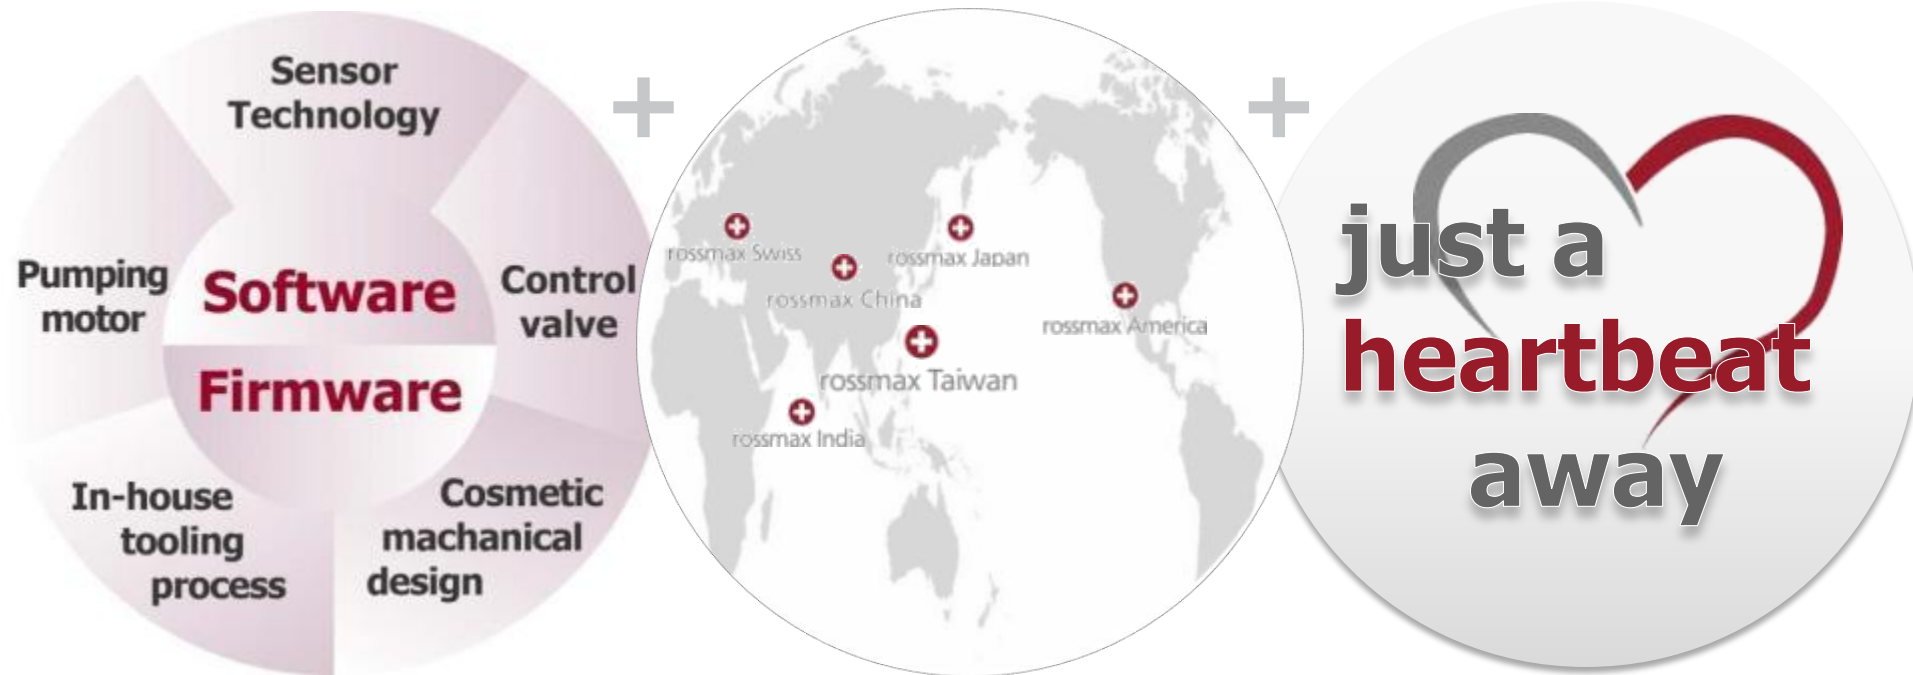 Sensor
Technology
Pumping
motor
Control
valve
Software
Firmware
In-house
tooling
process
Cosmetic
machanical
design
+
rossmax Swiss
rossmax Japan
rossmax China
rossmax America
rossmax Taiwan
rossmax India
+
just a
heartbeat
away